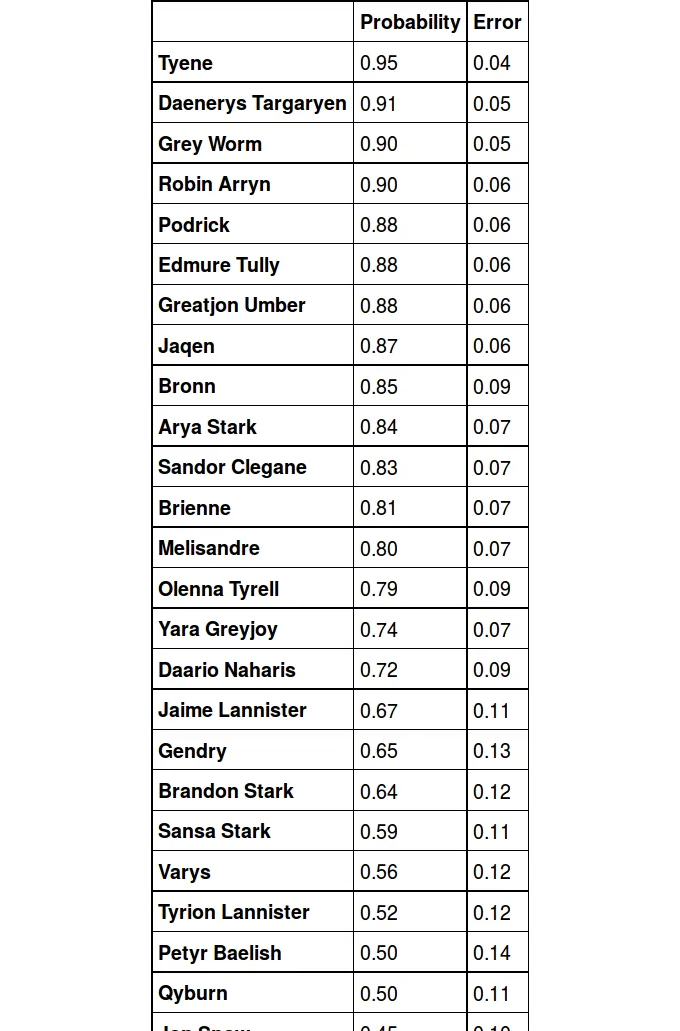 Probability Error
Tyene 0.95 0.04
Daenerys Targaryen 0.91 0.05
Grey Worm 0.90 0.05
Robin Arryn 0.90 0.06
Podrick 0.88 0.06
Edmure Tully 0.88 0.06
Greatjon Umber 0.88 0.06
Jaqen 0.87 0.06
Bronn 0.85 0.09
Arya Stark 0.84 0.07
Sandor Clegane 0.83 0.07
Brienne 0.81 0.07
Melisandre 0.80 0.07
Olenna Tyrell 0.79 0.09
Yara Greyjoy 0.74 0.07
Daario Naharis 0.72 0.09
Jaime Lannister 0.67 0.11
Gendry 0.65 0.13
Brandon Stark 0.64 0.12
Sansa Stark 0.59 0.11
Varys 0.56 0.12
Tyrion Lannister 0.52 0.12
Petyr Baelish 0.50 0.14
Qyburn 0.50 0.11